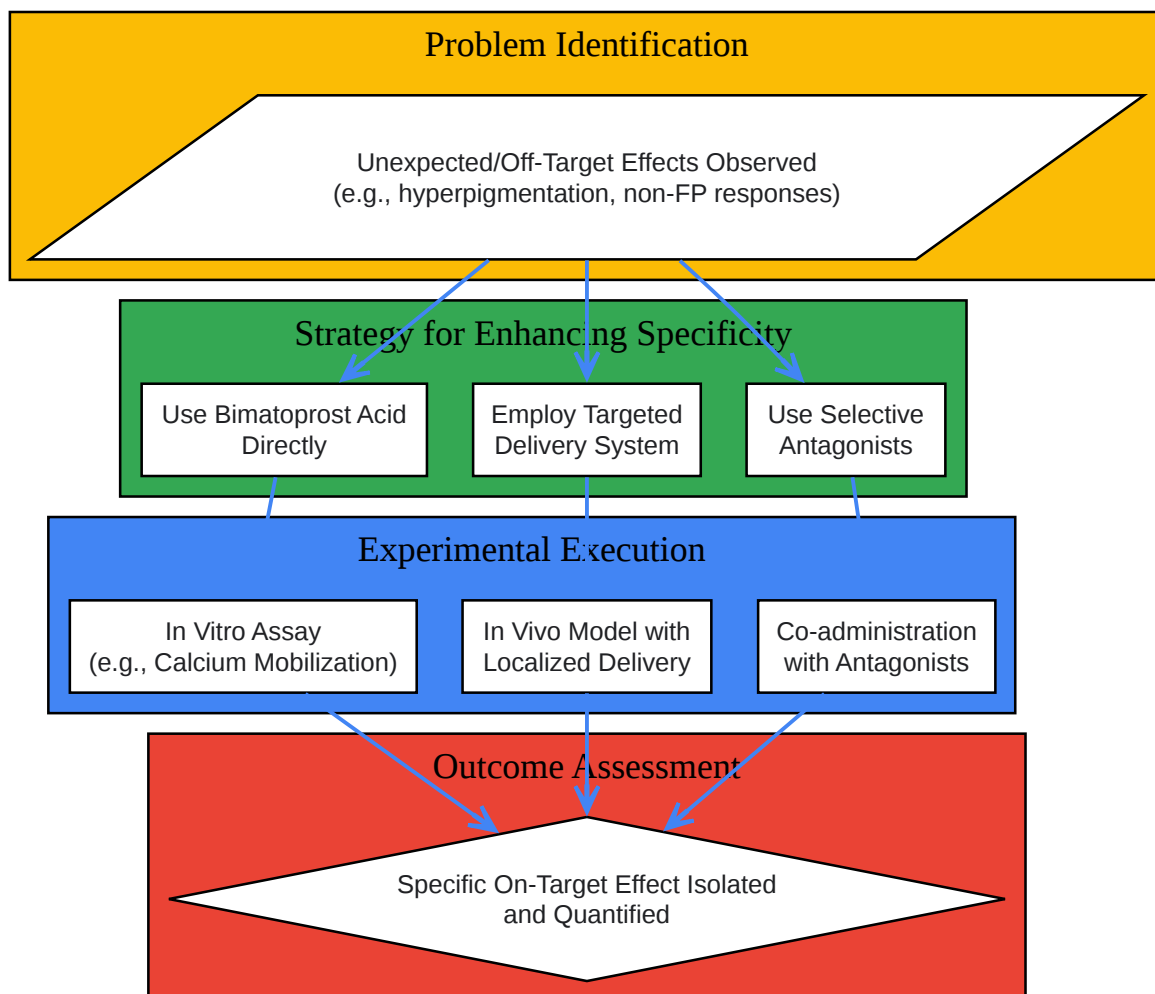 Problem Identification
Unexpected/Off-Target Effects Observed
(e.g., hyperpigmentation, non-FP responses)
Strategy for Enhancing Specificity
Use Bimatoprost Acid
Directly
Employ Targeted
Delivery System
Use Selective
Antagonists
Experimental Execution
In Vitro Assay
(e.g., Calcium Mobilization)
In Vivo Model with
Localized Delivery
Co-administration
with Antagonists
Outcome Assessment
Specific On-Target Effect Isolated
and Quantified